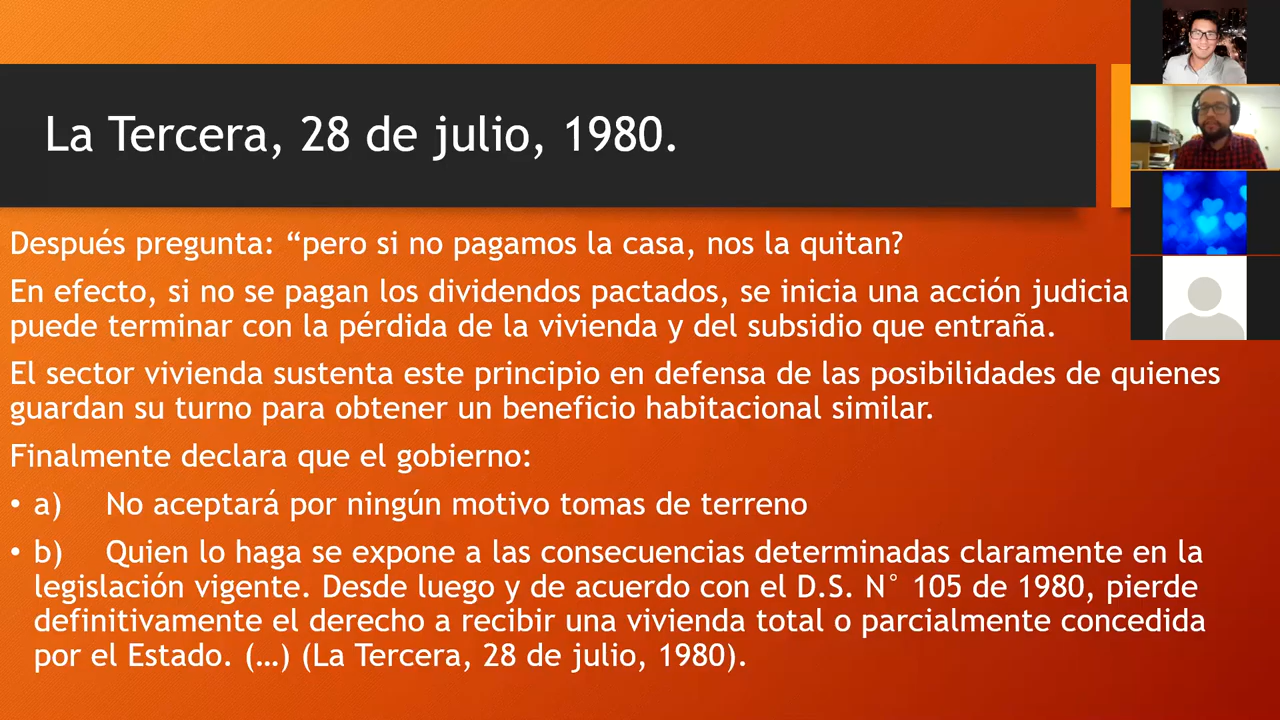 La Tercera, 28 de julio, 1980.
Después pregunta: “pero si no pagamos la casa, nos la quitan?
En efecto, si no se pagan los dividendos pactados, se inicia una acción judicia
puede terminar con la pérdida de la vivienda y del subsidio que entraña.
El sector vivienda sustenta este principio en defensa de las posibilidades de quienes
guardan su turno para obtener un beneficio habitacional similar.
Finalmente declara que el gobierno:
• a) No aceptará por ningún motivo tomas de terreno
• b) Quien lo haga se expone a las consecuencias determinadas claramente en la
legislación vigente. Desde luego y de acuerdo con el D.S. N° 105 de 1980, pierde
definitivamente el derecho a recibir una vivienda total o parcialmente concedida
por el Estado. (…) (La Tercera, 28 de julio, 1980).